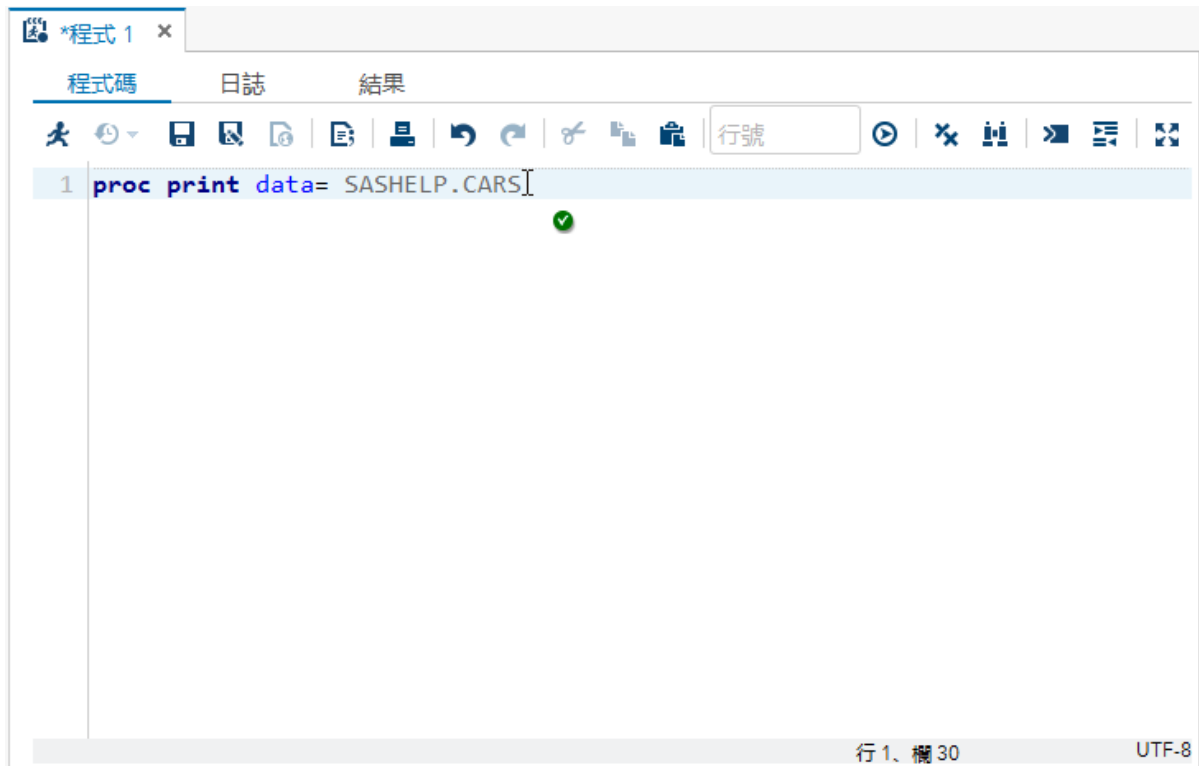 *程式 1
程式碼 日誌 結果
行號
1 proc print data= SASHELP.CARS
行 1、欄 30 UTF-8